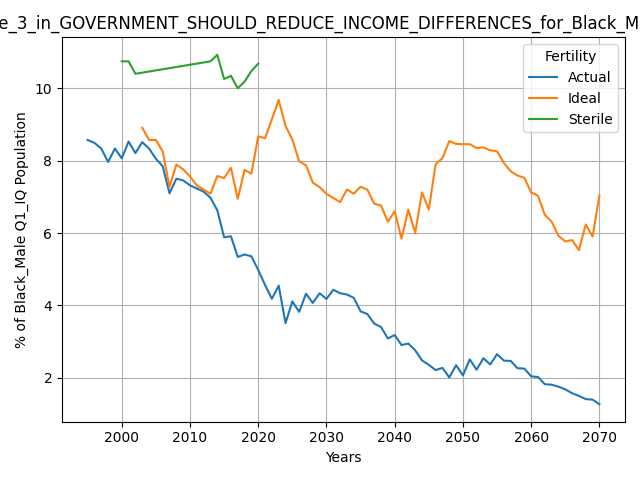 e_3_in_GOVERNMENT_SHOULD_REDUCE_INCOME_DIFFERENCES_for_Black_M
Fertility
Actual
Ideal
Sterile
% of Black_Male Q1_IQ Population
10
8
6
4
2
2000 2010 2020 2030 2040 2050 2060 2070
Years